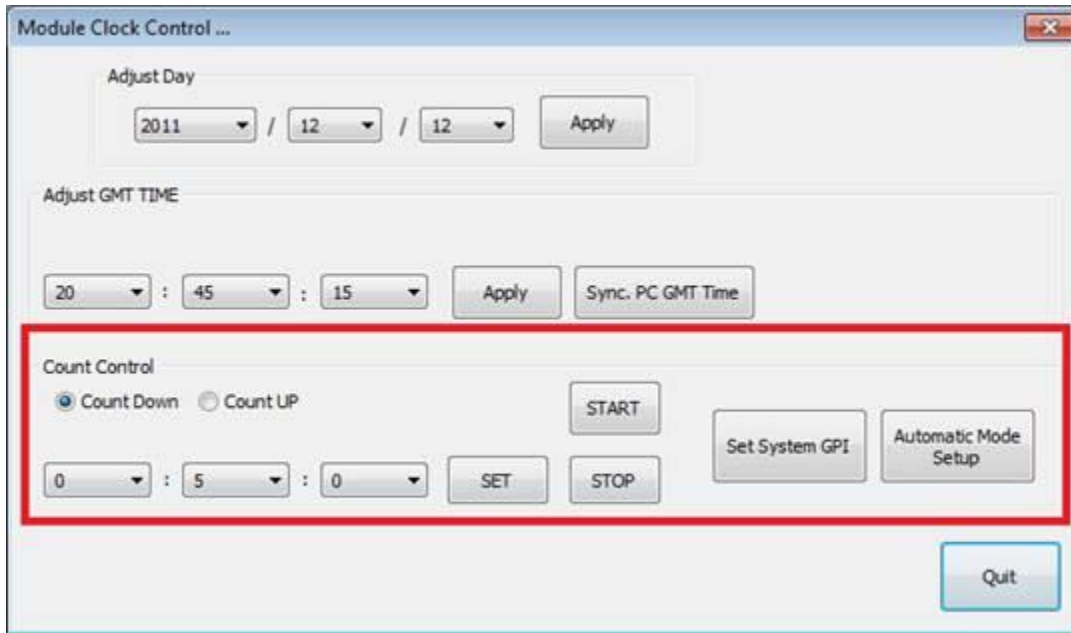 Module Clock Control ...
Adjust Day
2011 / 12 / 12 Apply
Adjust GMT TIME
20 : 45 : 15 Apply Sync. PC GMT Time
Count Control
Count Down Count UP
START
Set System GPI
Automatic Mode
Setup
0 : 5 : 0 SET STOP
Quit